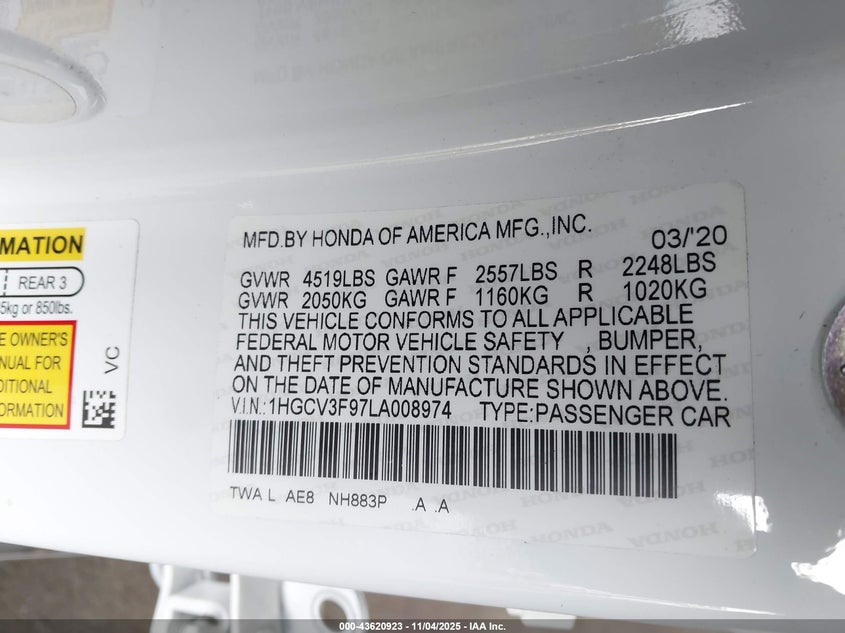 MATION
REAR 3
5kg or 850lbs.
E OWNER'S
NUAL FOR
DITIONAL
FORMATION
VC
MFD.BY HONDA OF AMERICA MFG.,INC. 03/'20
GVWR 4519LBS GAWR F 2557LBS R 2248LBS
GVWR 2050KG GAWR F 1160KG R 1020KG
THIS VEHICLE CONFORMS TO ALL APPLICABLE
FEDERAL MOTOR VEHICLE SAFETY , BUMPER,
AND THEFT PREVENTION STANDARDS IN EFFECT
ON THE DATE OF MANUFACTURE SHOWN ABOVE.
V.I.N.:1HGCV3F97LA008974 TYPE:PASSENGER CAR
TWA L AE8 NH883P .A .A
000-43620923 - 11/04/2025 - IAA Inc.